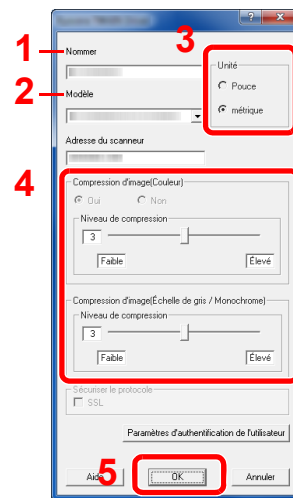 1
Nommer
2
Modèle
3
Unité
Pouce
métrique
Adresse du scanneur
4
Compression d'image(Couleur)
Oui Non
Niveau de compression
3
Faible Élevé
Compression d'image(Échelle de gris / Monochrome)
Niveau de compression
3
Faible Élevé
Sécuriser le protocole
SSL
Paramètres d'authentification de l'utilisateur
5
OK Annuler